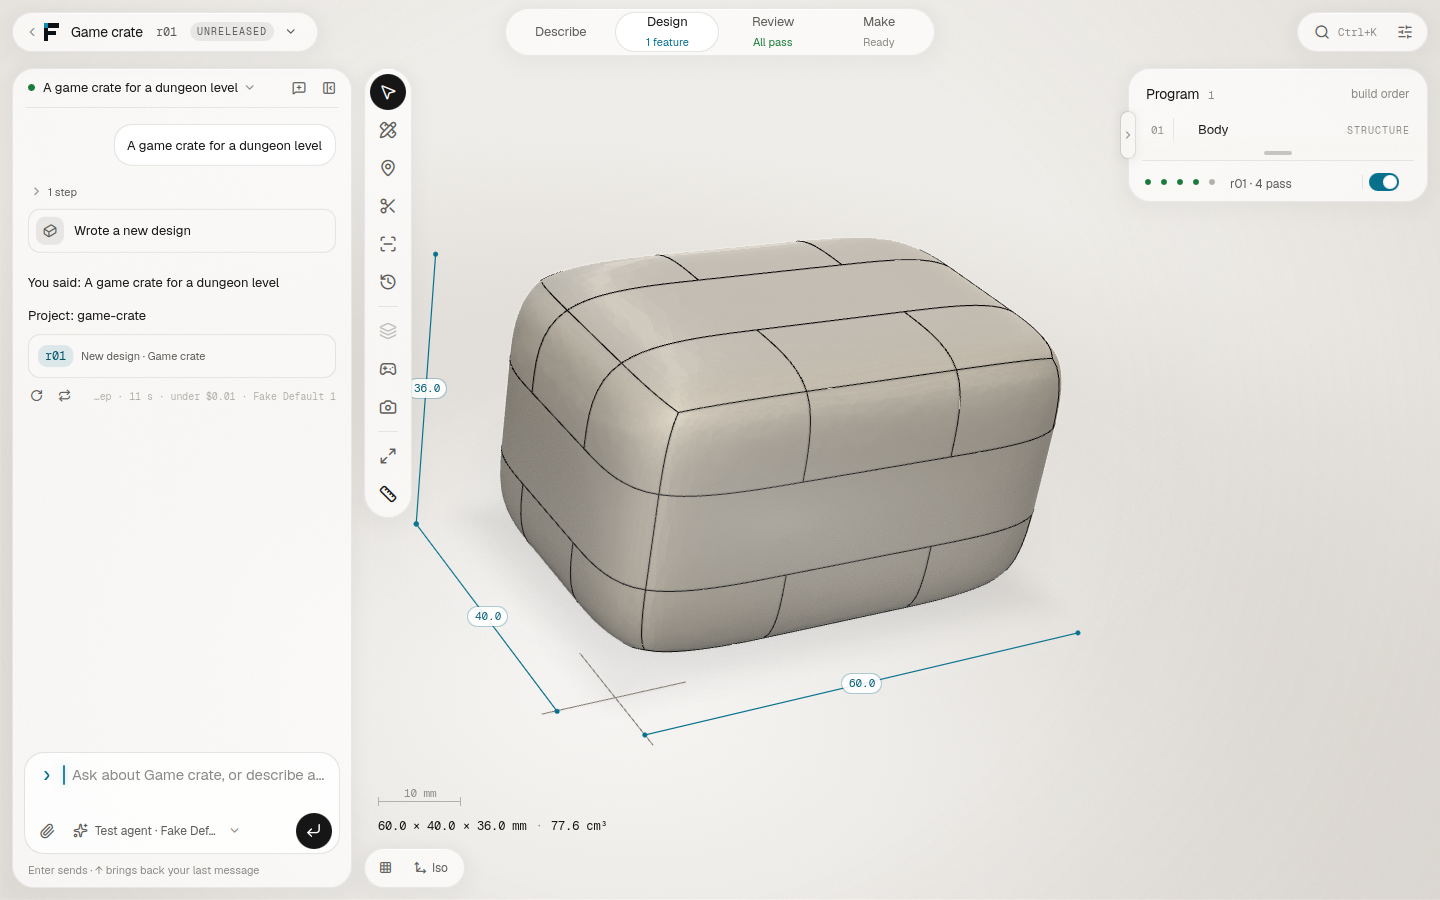 Game crate r01 UNRELEASED
Describe
Design
1 feature
Review
All pass
Make
Ready
Ctrl+K
A game crate for a dungeon level
A game crate for a dungeon level
1 step
Wrote a new design
You said: A game crate for a dungeon level
Project: game-crate
r01 New design · Game crate
…ep · 11 s · under $0.01 · Fake Default 1
Ask about Game crate, or describe a…
Test agent · Fake Def…
Enter sends · ↑ brings back your last message
36.0
40.0
60.0
10 mm
60.0 × 40.0 × 36.0 mm · 77.6 cm³
Iso
Program 1 build order
01 Body STRUCTURE
r01 · 4 pass